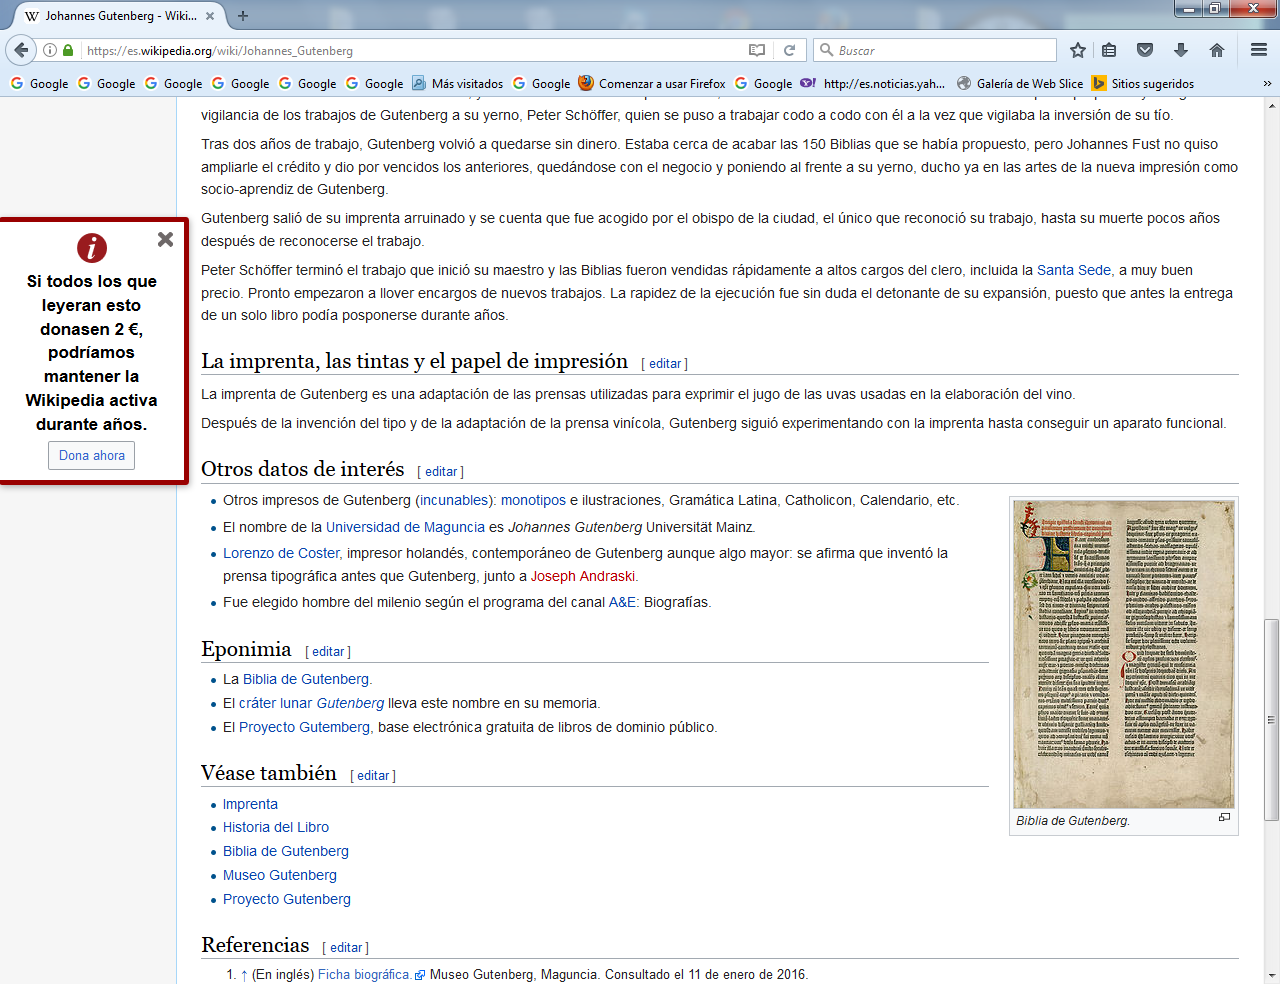 Johannes Gutenberg - Wiki...
https://es.wikipedia.org/wiki/Johannes_Gutenberg
Buscar
Google Google Google Google Google Google Más visitados Google Comenzar a usar Firefox Google http://es.noticias.yah... Galería de Web Slice Sitios sugeridos
vigilancia de los trabajos de Gutenberg a su yerno, Peter Schöffer, quien se puso a trabajar codo a codo con él a la vez que vigilaba la inversión de su tío.
Tras dos años de trabajo, Gutenberg volvió a quedarse sin dinero. Estaba cerca de acabar las 150 Biblias que se había propuesto, pero Johannes Fust no quiso
ampliarle el crédito y dio por vencidos los anteriores, quedándose con el negocio y poniendo al frente a su yerno, ducho ya en las artes de la nueva impresión como
socio-aprendiz de Gutenberg.
Gutenberg salió de su imprenta arruinado y se cuenta que fue acogido por el obispo de la ciudad, el único que reconoció su trabajo, hasta su muerte pocos años
después de reconocerse el trabajo.
Peter Schöffer terminó el trabajo que inició su maestro y las Biblias fueron vendidas rápidamente a altos cargos del clero, incluida la Santa Sede, a muy buen
precio. Pronto empezaron a llover encargos de nuevos trabajos. La rapidez de la ejecución fue sin duda el detonante de su expansión, puesto que antes la entrega
de un solo libro podía posponerse durante años.
Si todos los que
leyeran esto
donasen 2 €,
podríamos
mantener la
Wikipedia activa
durante años.
Dona ahora
La imprenta, las tintas y el papel de impresión [ editar ]
La imprenta de Gutenberg es una adaptación de las prensas utilizadas para exprimir el jugo de las uvas usadas en la elaboración del vino.
Después de la invención del tipo y de la adaptación de la prensa vinícola, Gutenberg siguió experimentando con la imprenta hasta conseguir un aparato funcional.
Otros datos de interés [ editar ]
Otros impresos de Gutenberg (incunables): monotipos e ilustraciones, Gramática Latina, Catholicon, Calendario, etc.
El nombre de la Universidad de Maguncia es Johannes Gutenberg Universität Mainz.
Lorenzo de Coster, impresor holandés, contemporáneo de Gutenberg aunque algo mayor: se afirma que inventó la
prensa tipográfica antes que Gutenberg, junto a Joseph Andraski.
Fue elegido hombre del milenio según el programa del canal A&E: Biografías.
Biblia de Gutenberg.
Eponimia [ editar ]
La Biblia de Gutenberg.
El cráter lunar Gutenberg lleva este nombre en su memoria.
El Proyecto Gutemberg, base electrónica gratuita de libros de dominio público.
Véase también [ editar ]
Imprenta
Historia del Libro
Biblia de Gutenberg
Museo Gutenberg
Proyecto Gutenberg
Referencias [ editar ]
1. ↑ (En inglés) Ficha biográfica. Museo Gutenberg, Maguncia. Consultado el 11 de enero de 2016.